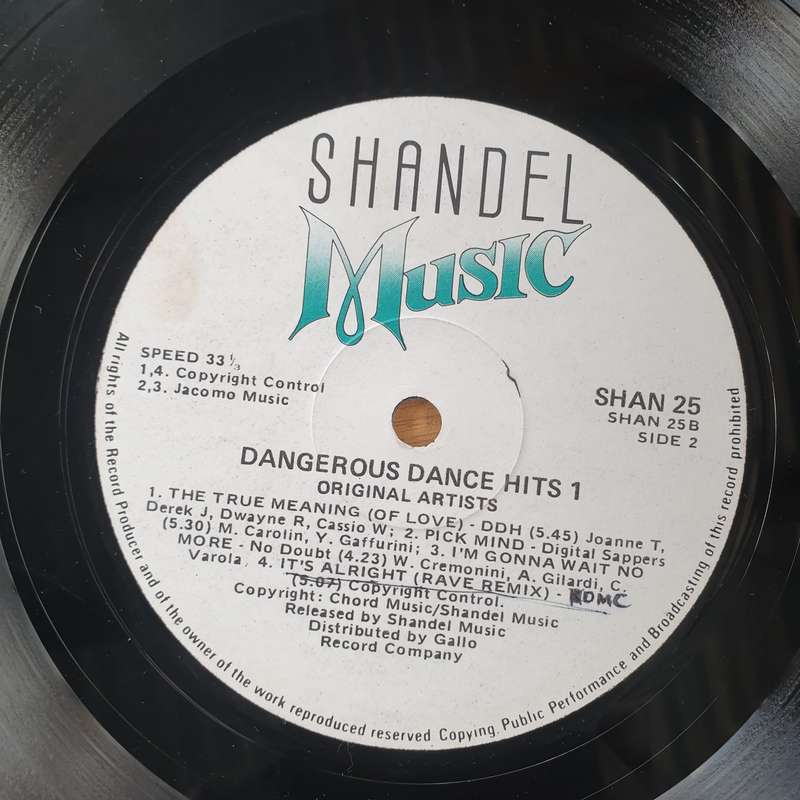 SHANDEL
Music
SPEED 33 1/3
1,4. Copyright Control
2,3. Jacomo Music
SHAN 25
SHAN 25B
SIDE 2
DANGEROUS DANCE HITS 1
ORIGINAL ARTISTS
1. THE TRUE MEANING (OF LOVE) - DDH (5.45) Joanne T,
Derek J, Dwayne R, Cassio W; 2. PICK MIND - Digital Sappers
(5.30) M. Carolin, Y. Gaffurini; 3. I'M GONNA WAIT NO
MORE - No Doubt (4.23) W. Cremonini, A. Gilardi, C.
Varola. 4. IT'S ALRIGHT (RAVE REMIX) - RDMC
(5.07) Copyright Control.
Copyright: Chord Music/Shandel Music
Released by Shandel Music
Distributed by Gallo
Record Company
All rights of the Record Producer and of the owner of the work reproduced reserved. Copying, Public Performance and Broadcasting of this record prohibited